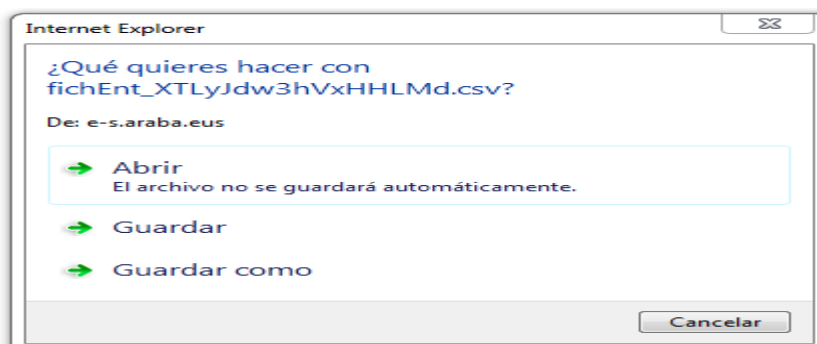 Internet Explorer
¿Qué quieres hacer con
fichEnt_XTLyJdw3hVxHHLMd.csv?
De: e-s.araba.eus
Abrir
El archivo no se guardará automáticamente.
Guardar
Guardar como
Cancelar